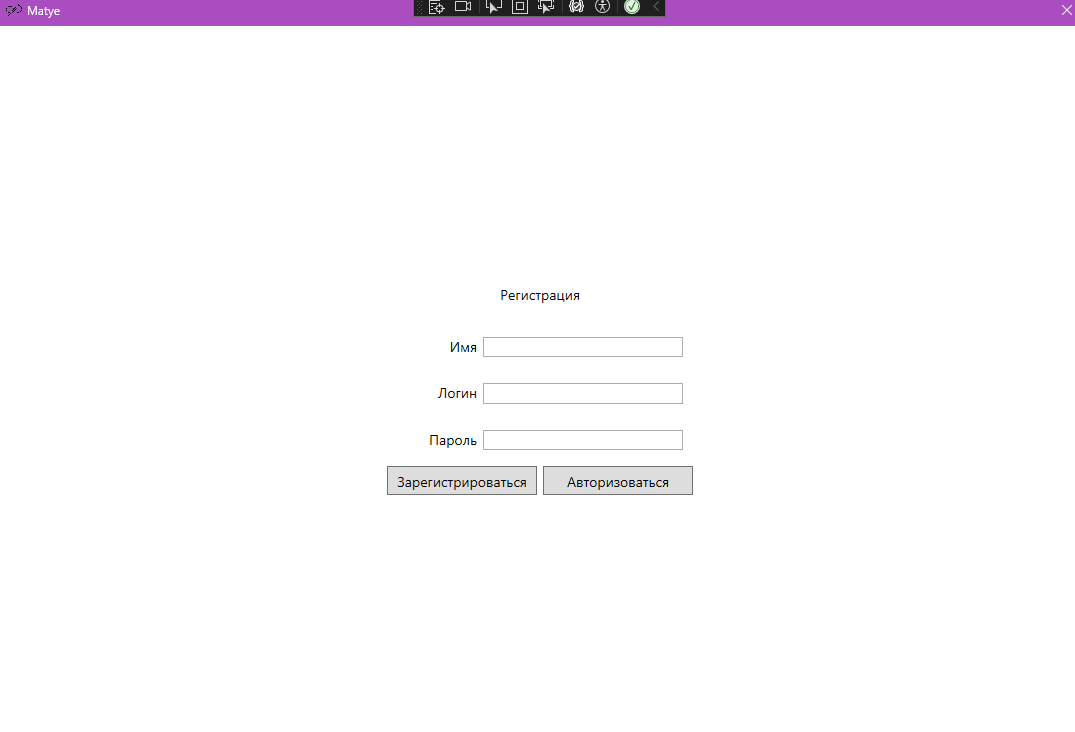 Matye
Регистрация
Имя
Логин
Пароль
Зарегистрироваться Авторизоваться